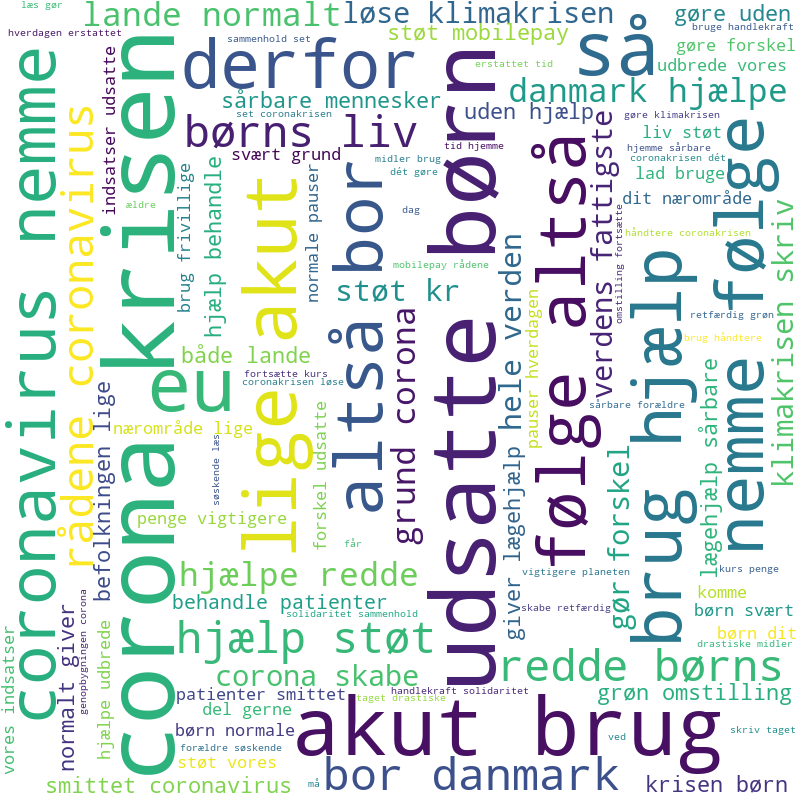 læs gør
lande normalt
løse klimakrisen
gøre uden
bruge handlekraft
hverdagen erstattet
sammenhold set
støt mobilepay
så
gøre forskel
derfor
erstattet tid
udbrede vores
danmark hjælpe
sårbare mennesker
set coronakrisen
uden hjælp
gøre klimakrisen
børns liv
liv støt
tid hjemme
hjemme sårbare
svært grund
midler brug
coronakrisen dét
dét gøre
lad bruge
ældre
dag
dit nærområde
håndtere coronakrisen
mobilepay rådene
støt kr
retfærdig grøn
brug håndtere
både lande
eu
fortsætte kurs
coronakrisen løse
sårbare forældre
nærområde lige
penge vigtigere
får
hjælpe redde
vigtigere planeten
kurs penge
behandle patienter
skabe retfærdig
komme
solidaritet sammenhold
børn svært
hjælp støt
børn dit
drastiske midler
redde børns
corona skabe
patienter smittet
handlekraft solidaritet
taget drastiske
grøn omstilling
del gerne
akut brug
børn normale
ved
skriv taget
forældre søskende
støt vores
bor danmark
smittet coronavirus
må
krisen børn
coronavirus nemme
rådene coronavirus
indsatser udsatte
corona krisen
brug frivillige
hjælp behandle
lige akut
normale pauser
altså bor
udsatte børn
følge altså
verdens fattigste
omstilling fortsætte
brug hjælp
nemme følge
klimakrisen skriv
befolkningen lige
søskende læs
forskel udsatte
grund corona
giver lægehjælp
hele verden
pauser hverdagen
gør forskel
lægehjælp sårbare
vores indsatser
normalt giver
genopbygningen corona
hjælpe udbrede